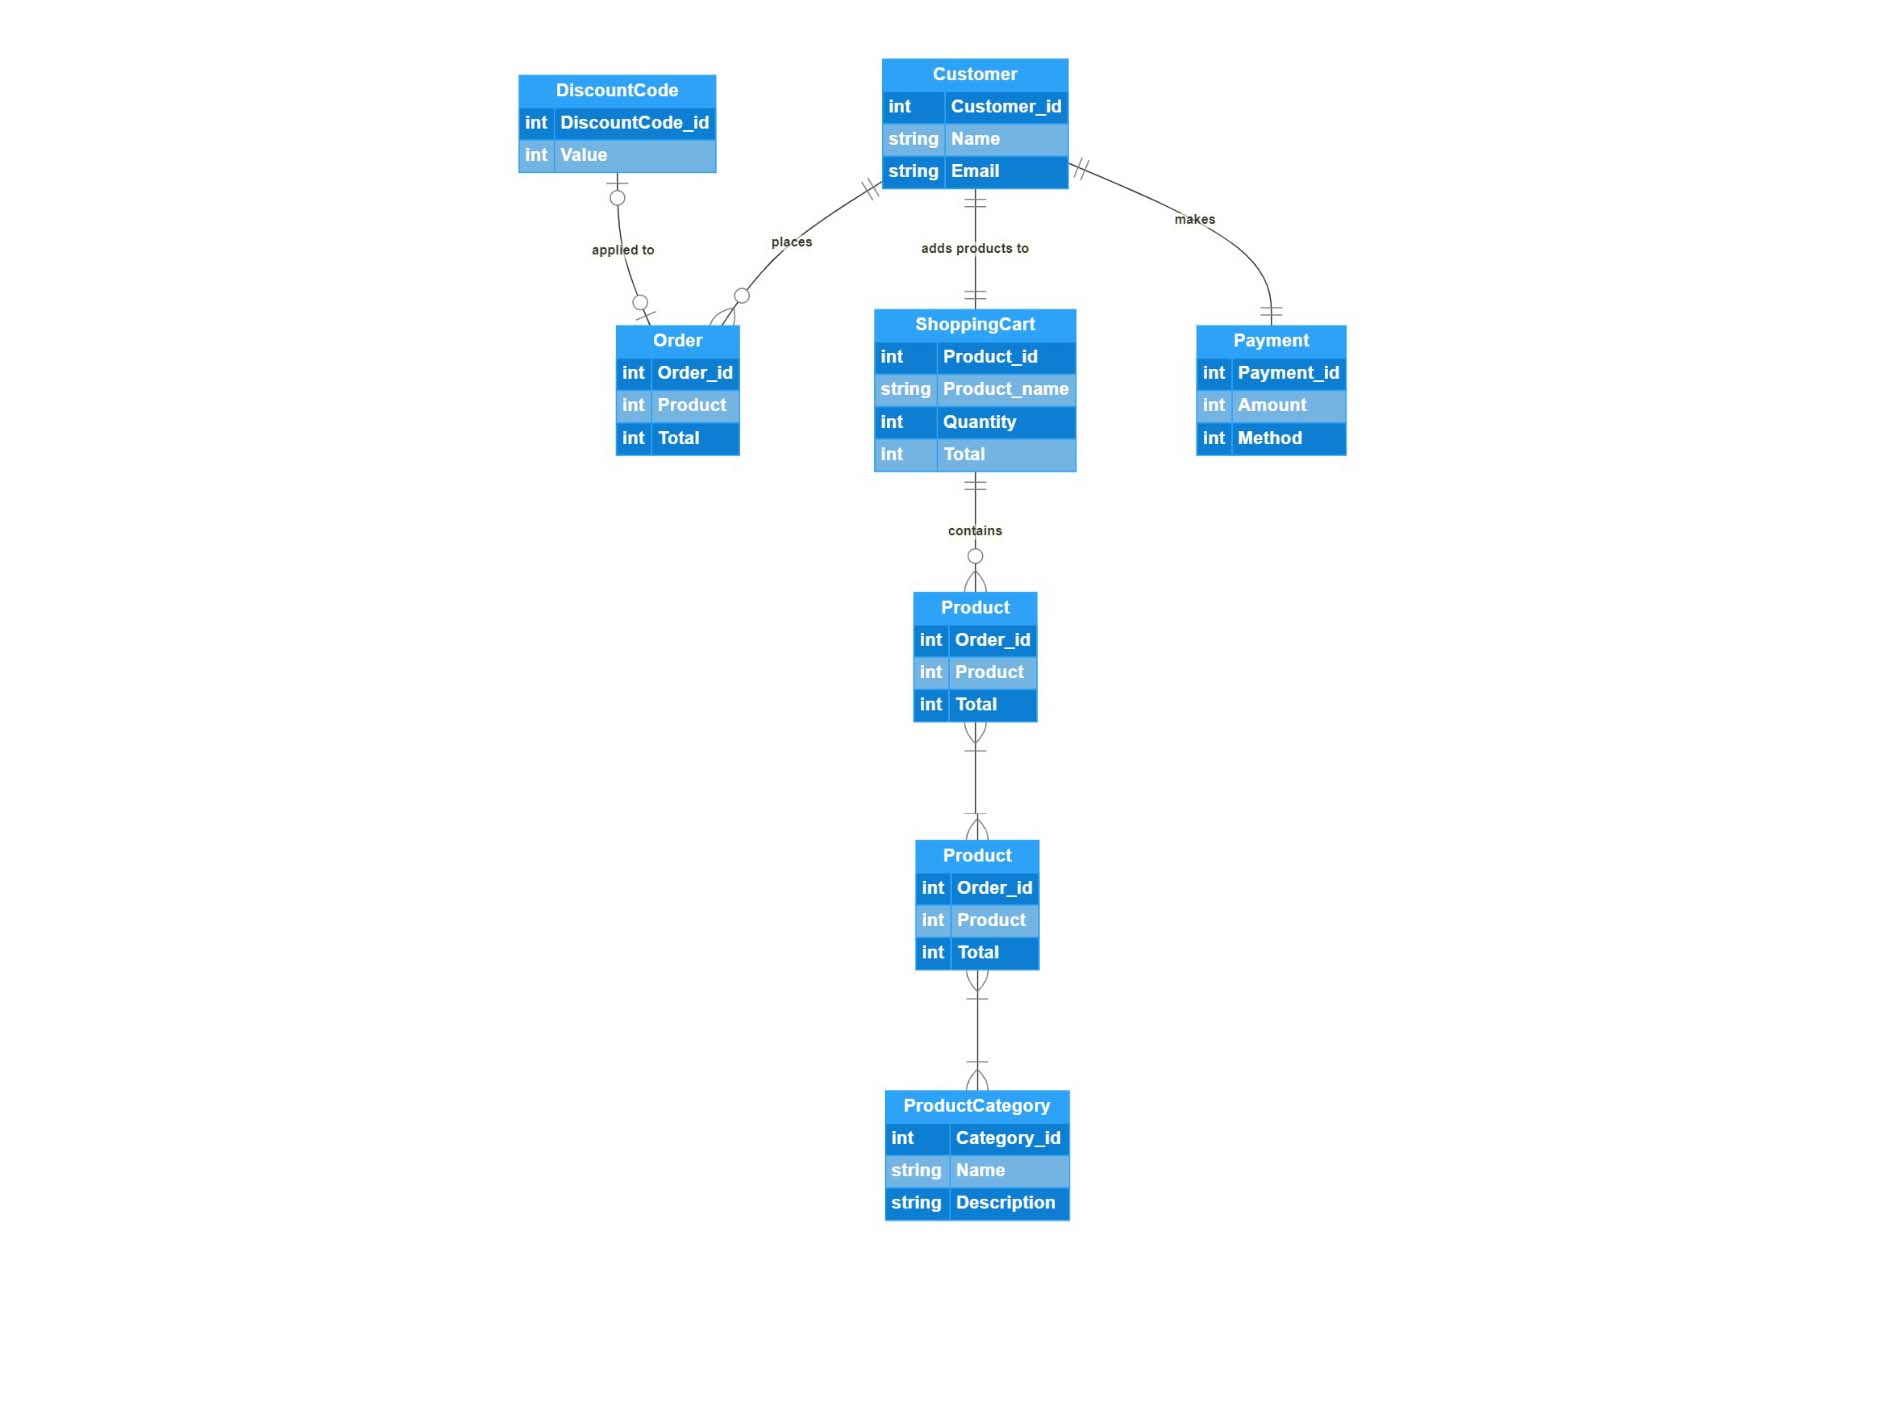 DiscountCode
int DiscountCode_id
int Value
Customer
int Customer_id
string Name
string Email
applied to
places
adds products to
makes
Order
int Order_id
int Product
int Total
ShoppingCart
int Product_id
string Product_name
int Quantity
int Total
Payment
int Payment_id
int Amount
int Method
contains
Product
int Order_id
int Product
int Total
Product
int Order_id
int Product
int Total
ProductCategory
int Category_id
string Name
string Description